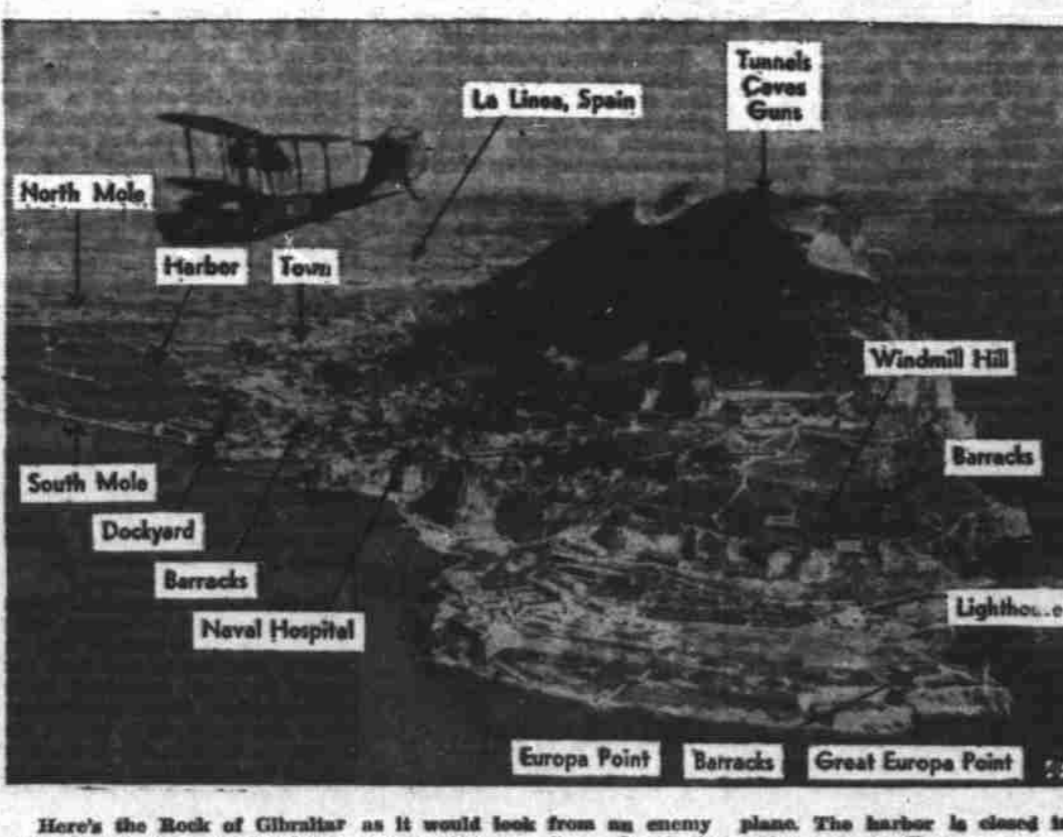 Tunnels
Caves
Guns
La Linea, Spain
North Mole
Harbor
Town
Windmill Hill
Barracks
South Mole
Dockyard
Barracks
Naval Hospital
Lighthouse
Europa Point
Barracks
Great Europa Point
Here's the Rock of Gibraltar as it would look from an enemy plane. The harbor is closed